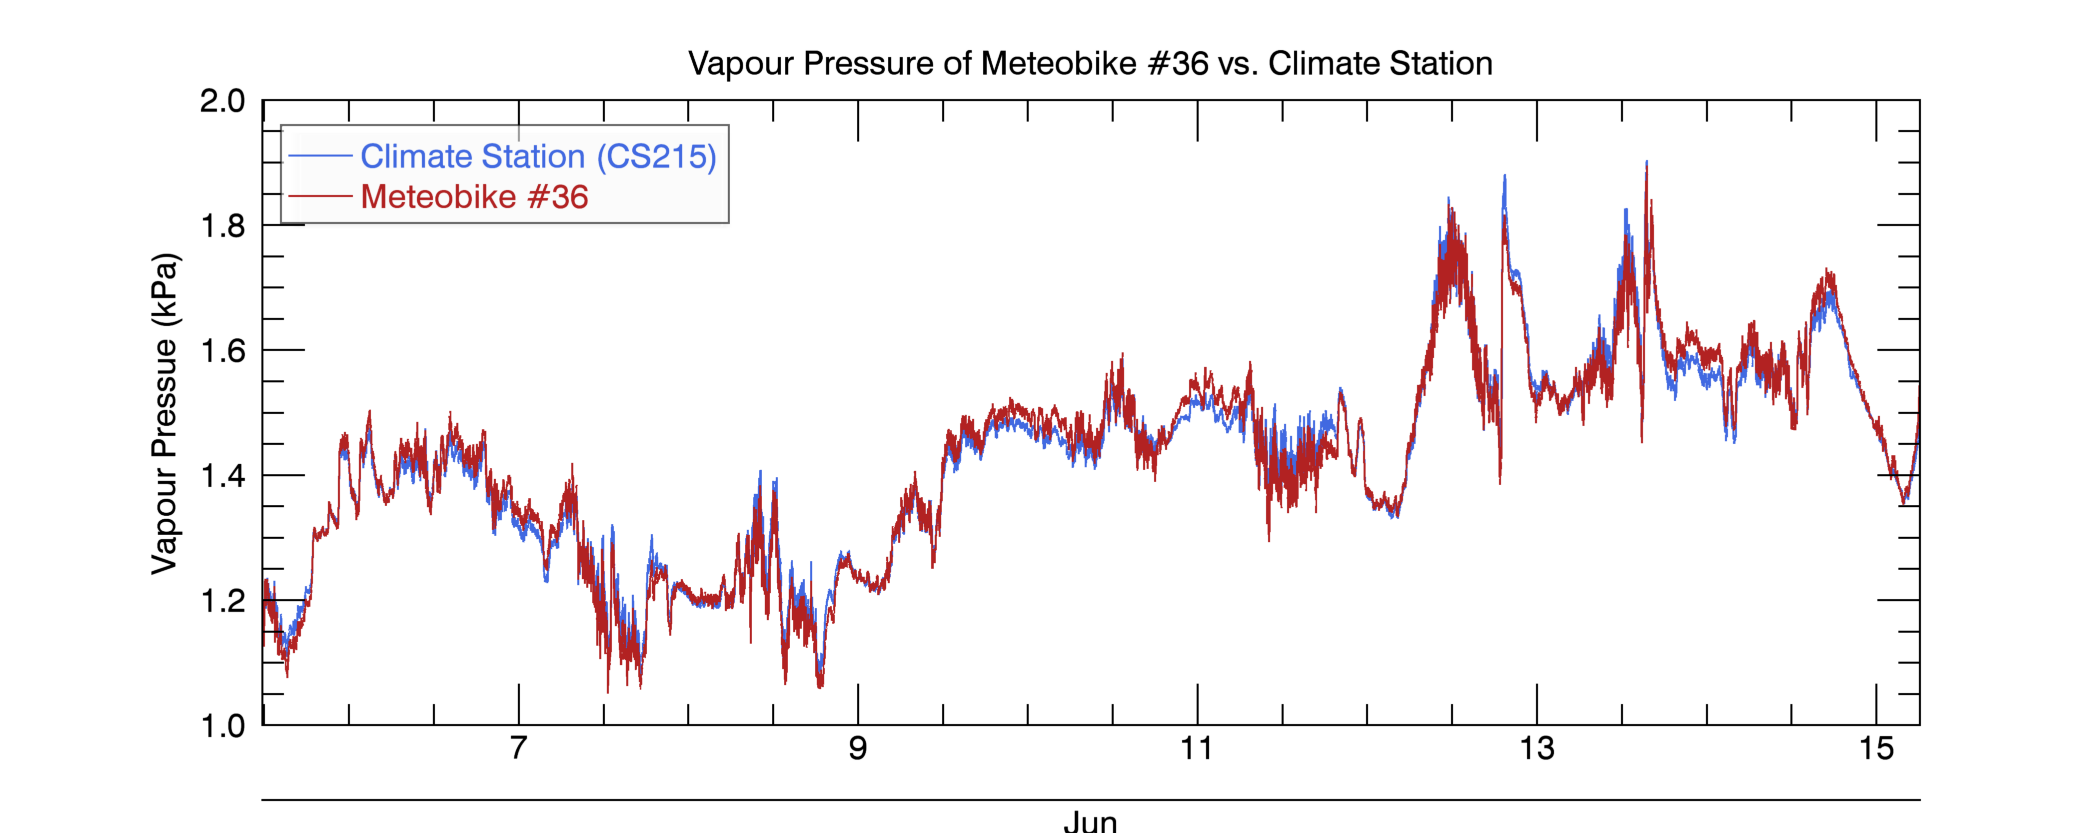 Vapour Pressure of Meteobike #36 vs. Climate Station
2.0
Climate Station (CS215)
Meteobike #36
1.8
1.6
1.4
1.2
1.0
Vapour Pressue (kPa)
7 9 11 13 15
Jun